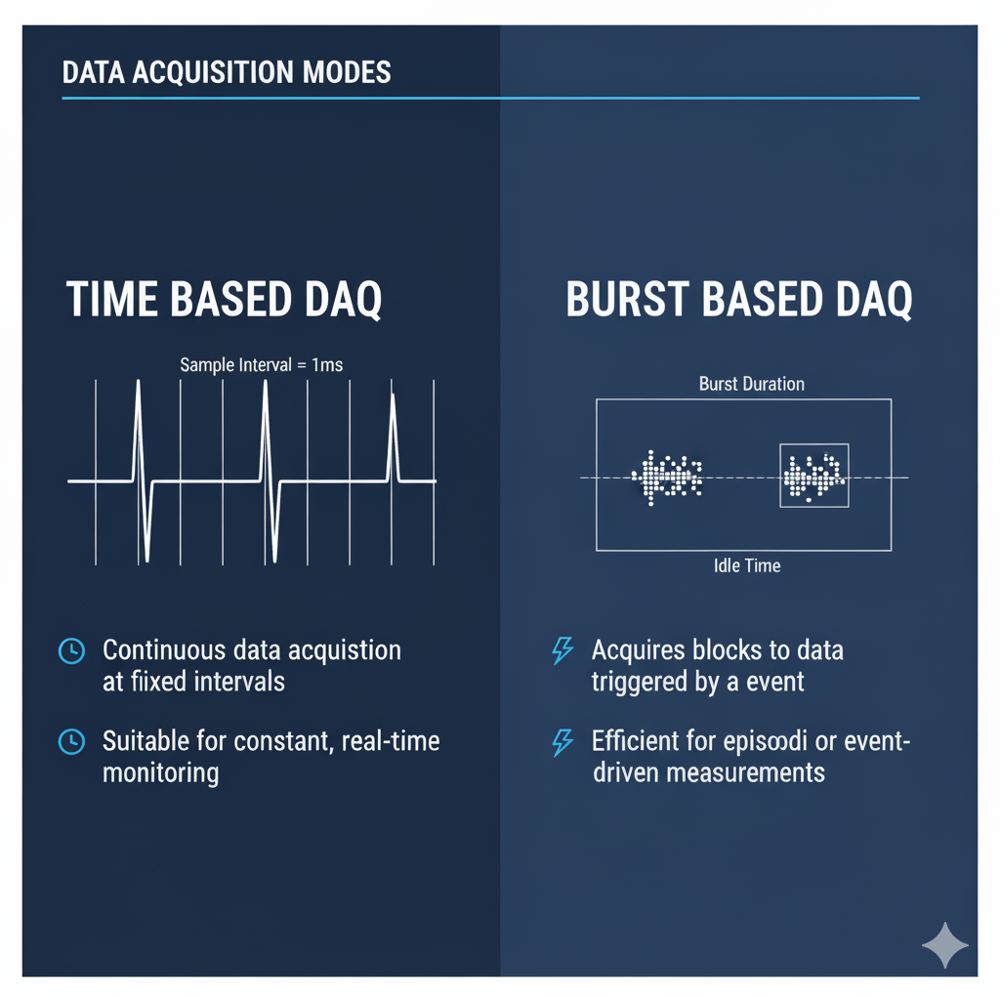 DATA ACQUISITION MODES
TIME BASED DAQ
Sample Interval = 1ms
Continuous data acquistion
at fiixed intervals
Suitable for constant, real-time
monitoring
BURST BASED DAQ
Burst Duration
Idle Time
Acquires blocks to data
triggered by a event
Efficient for episodi or event-
driven measurements